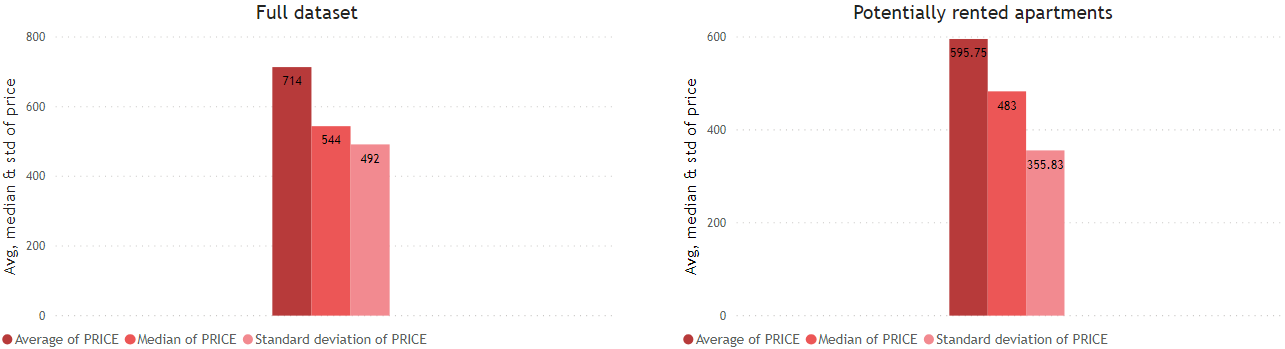 Full dataset
Avg, median & std of price
800
600
400
200
0
714
544
492
Average of PRICE Median of PRICE Standard deviation of PRICE
Potentially rented apartments
Avg, median & std of price
600
400
200
0
595.75
483
355.83
Average of PRICE Median of PRICE Standard deviation of PRICE